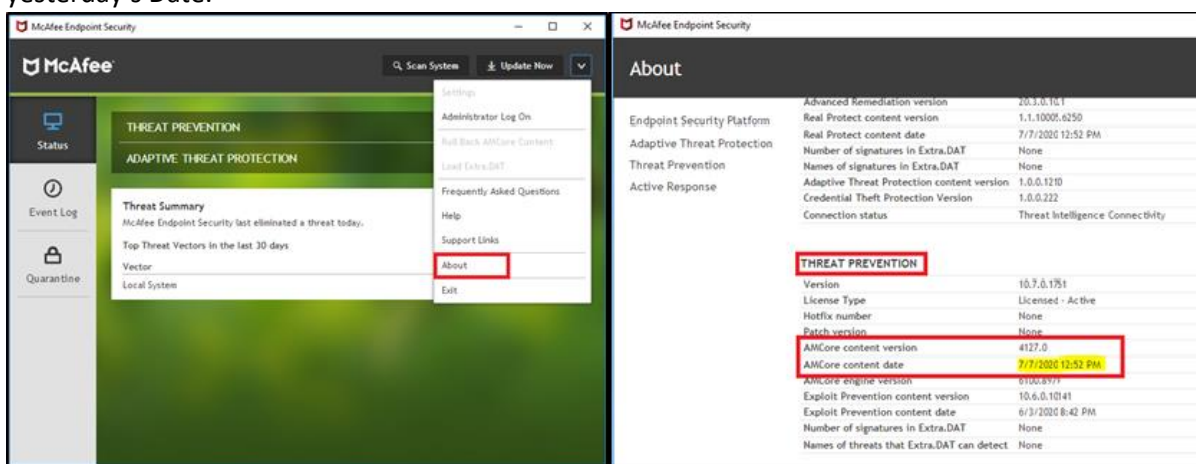 yesterday's Date.
McAfee Endpoint Security
McAfee
Scan System
Update Now
Status
Event Log
Quarantine
THREAT PREVENTION
ADAPTIVE THREAT PROTECTION
Threat Summary
McAfee Endpoint Security last eliminated a threat today.
Top Threat Vectors in the last 30 days
Vector
Local System
Settings
Administrator Log On
Roll Back AMCore Content
Load Extra.DAT
Frequently Asked Questions
Help
Support Links
About
Exit
McAfee Endpoint Security
About
Endpoint Security Platform
Adaptive Threat Protection
Threat Prevention
Active Response
Advanced Remediation version 20.3.0.10.1
Real Protect content version 1.1.10005.6250
Real Protect content date 7/7/2020 12:52 PM
Number of signatures in Extra.DAT None
Names of signatures in Extra.DAT None
Adaptive Threat Protection content version 1.0.0.1210
Credential Theft Protection Version 1.0.0.222
Connection status Threat Intelligence Connectivity
THREAT PREVENTION
Version 10.7.0.1751
License Type Licensed - Active
Hotfix number None
Patch version None
AMCore content version 4127.0
AMCore content date 7/7/2020 12:52 PM
AMCore engine version
Exploit Prevention content version 10.6.0.10141
Exploit Prevention content date 6/3/2020 8:42 PM
Number of signatures in Extra.DAT None
Names of threats that Extra.DAT can detect None